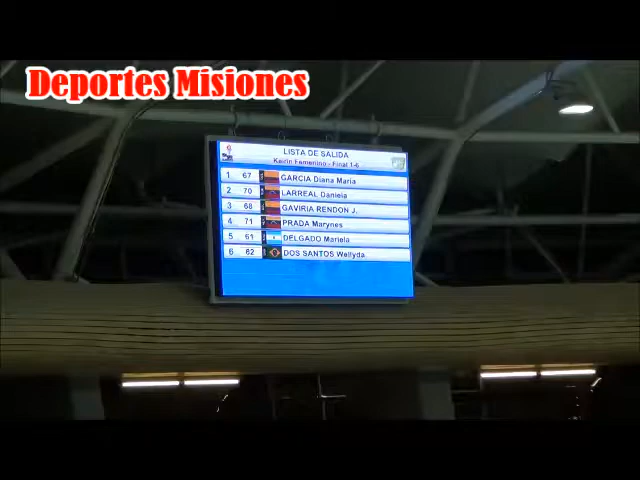 Deportes Misiones
LISTA DE SALIDA
Keirin Femenino - Final 1-6
1 67 GARCIA Diana Maria
2 70 LARREAL Daniela
3 68 GAVIRIA RENDON J.
4 71 PRADA Marynes
5 61 DELGADO Mariela
6 62 DOS SANTOS Wellyda